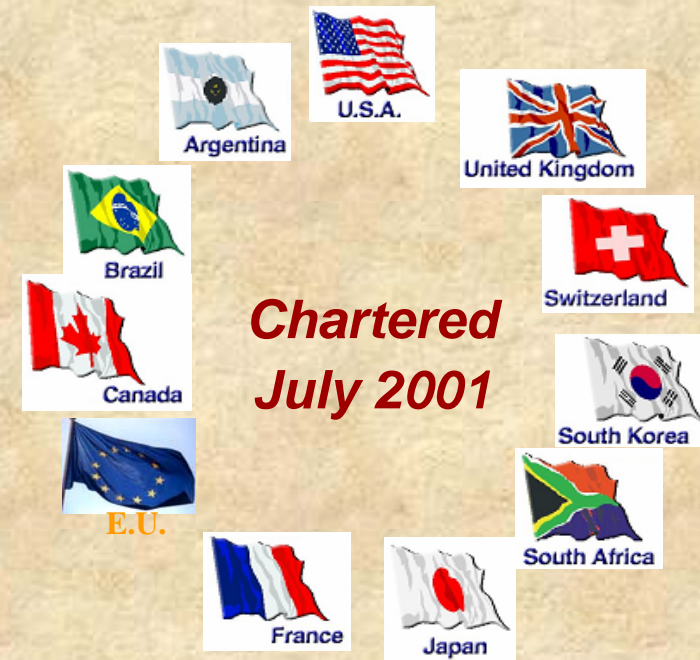 U.S.A.
Argentina
United Kingdom
Brazil
Switzerland
Chartered
July 2001
Canada
South Korea
E.U.
South Africa
France
Japan